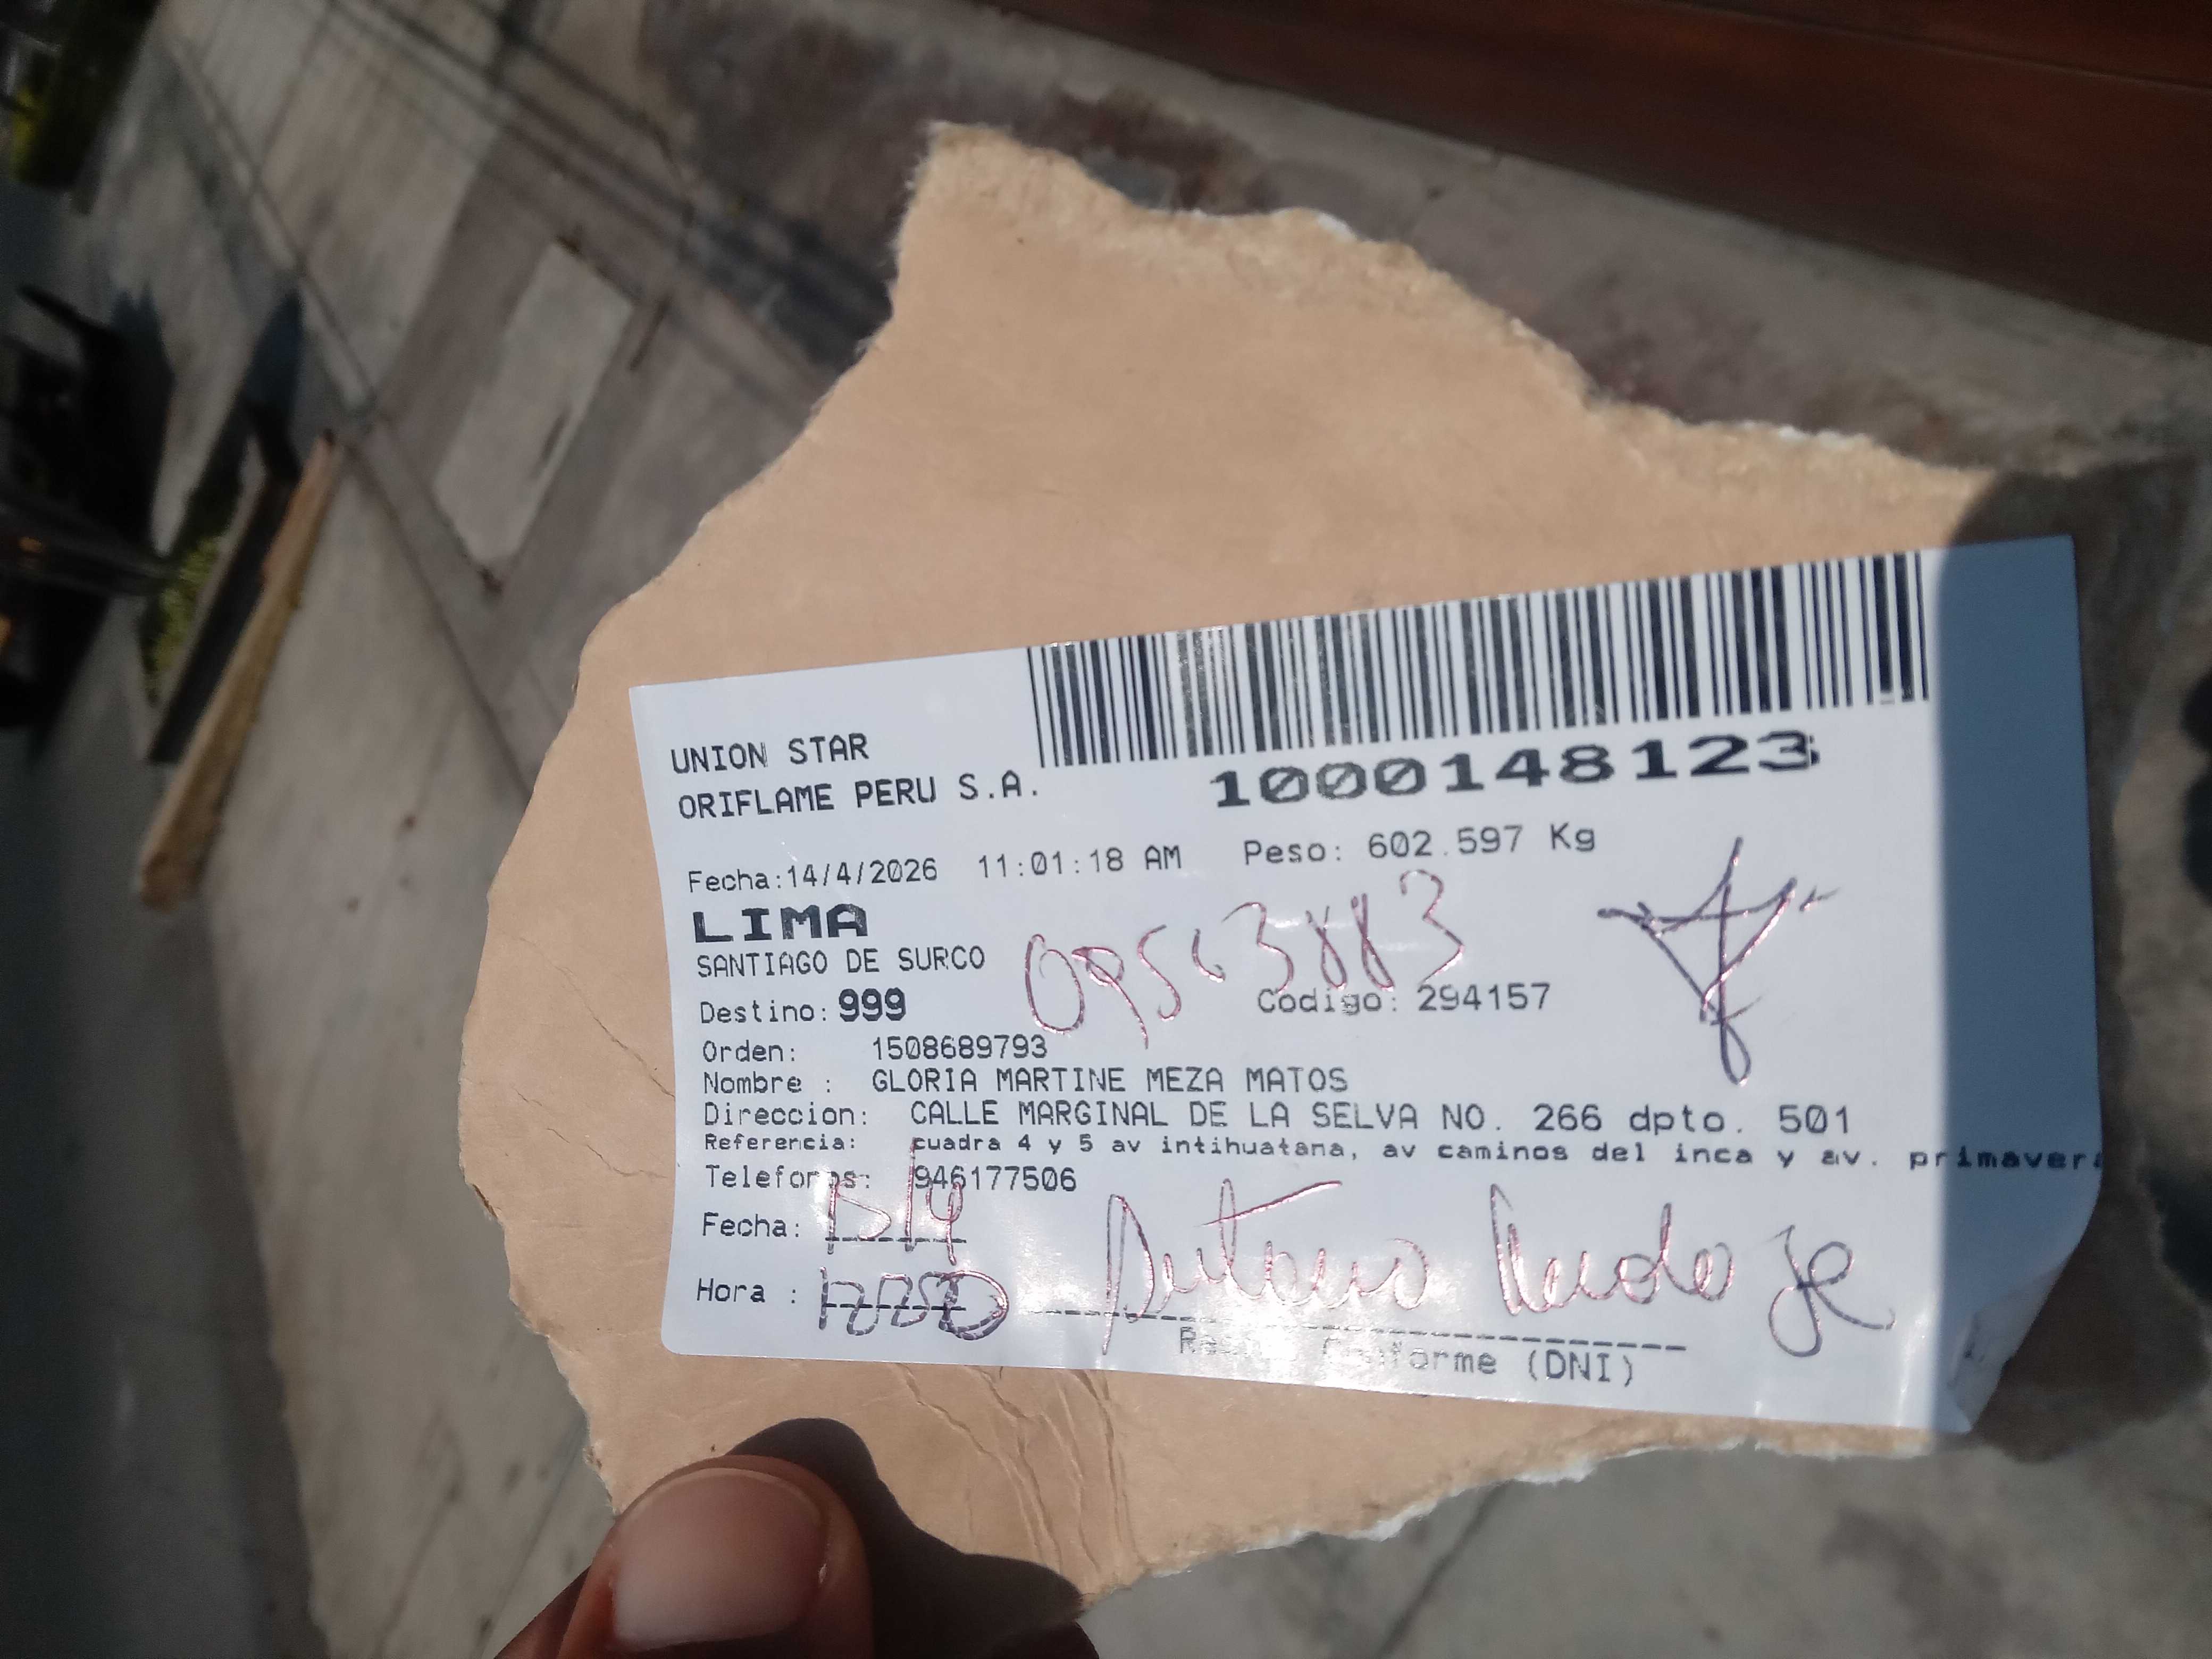 UNION STAR
ORIFLAME PERU S.A.
1000148123
Fecha:14/4/2026 11:01:18 AM Peso: 602.597 Kg
LIMA
SANTIAGO DE SURCO
Destino: 999 Codigo: 294157
Orden: 1508689793
Nombre : GLORIA MARTINE MEZA MATOS
Direccion: CALLE MARGINAL DE LA SELVA NO. 266 dpto. 501
Referencia: cuadra 4 y 5 av intihuatana, av caminos del inca y av. primavera
Telefonos: 946177506
Fecha:
Hora :
Conforme (DNI)